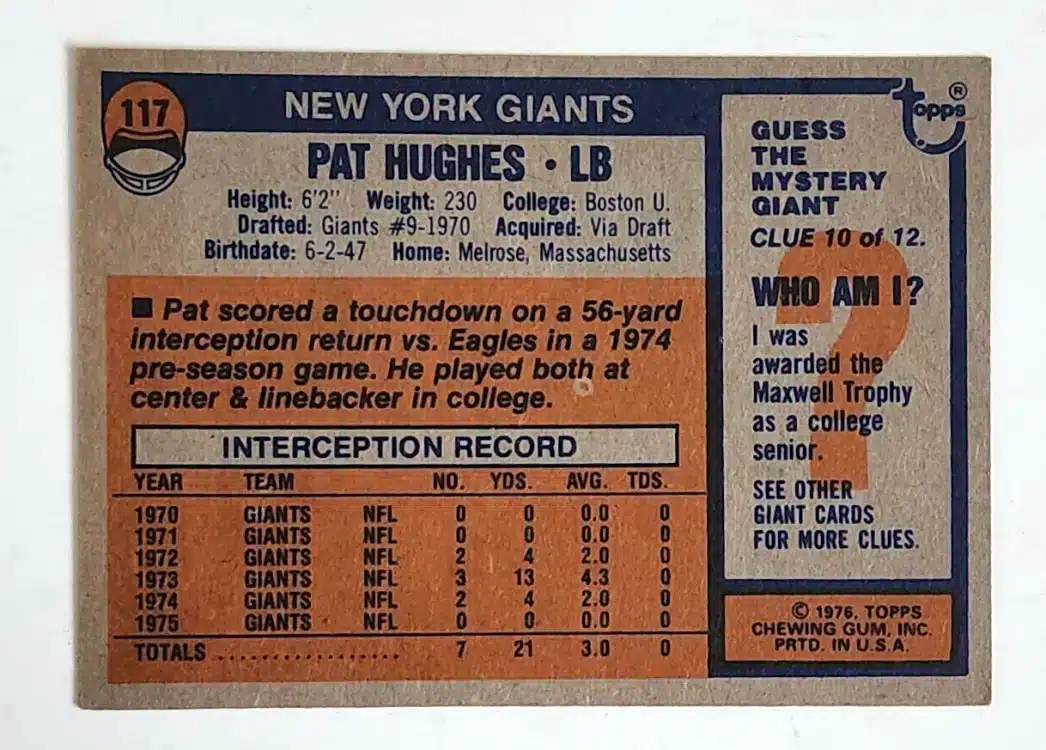 117
NEW YORK GIANTS
PAT HUGHES • LB
Height: 6'2" Weight: 230 College: Boston U.
Drafted: Giants #9-1970 Acquired: Via Draft
Birthdate: 6-2-47 Home: Melrose, Massachusetts
■ Pat scored a touchdown on a 56-yard
interception return vs. Eagles in a 1974
pre-season game. He played both at
center & linebacker in college.
INTERCEPTION RECORD
YEAR TEAM NO. YDS. AVG. TDS.
1970 GIANTS NFL 0 0 0.0 0
1971 GIANTS NFL 0 0 0.0 0
1972 GIANTS NFL 2 4 2.0 0
1973 GIANTS NFL 3 13 4.3 0
1974 GIANTS NFL 2 4 2.0 0
1975 GIANTS NFL 0 0 0.0 0
TOTALS .................. 7 21 3.0 0
topps ®
GUESS
THE
MYSTERY
GIANT
CLUE 10 of 12.
?
WHO AM I?
I was
awarded the
Maxwell Trophy
as a college
senior.
SEE OTHER
GIANT CARDS
FOR MORE CLUES.
© 1976, TOPPS
CHEWING GUM, INC.
PRTD. IN U.S.A.